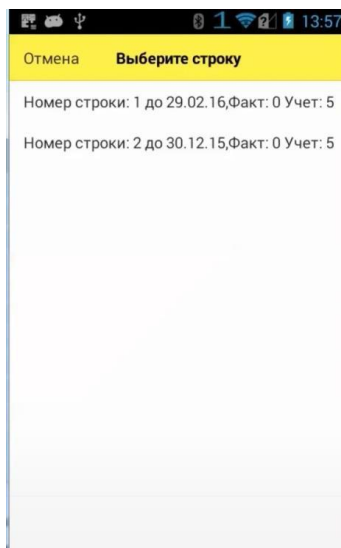 1 13:57
Отмена Выберите строку
Номер строки: 1 до 29.02.16,Факт: 0 Учет: 5
Номер строки: 2 до 30.12.15,Факт: 0 Учет: 5